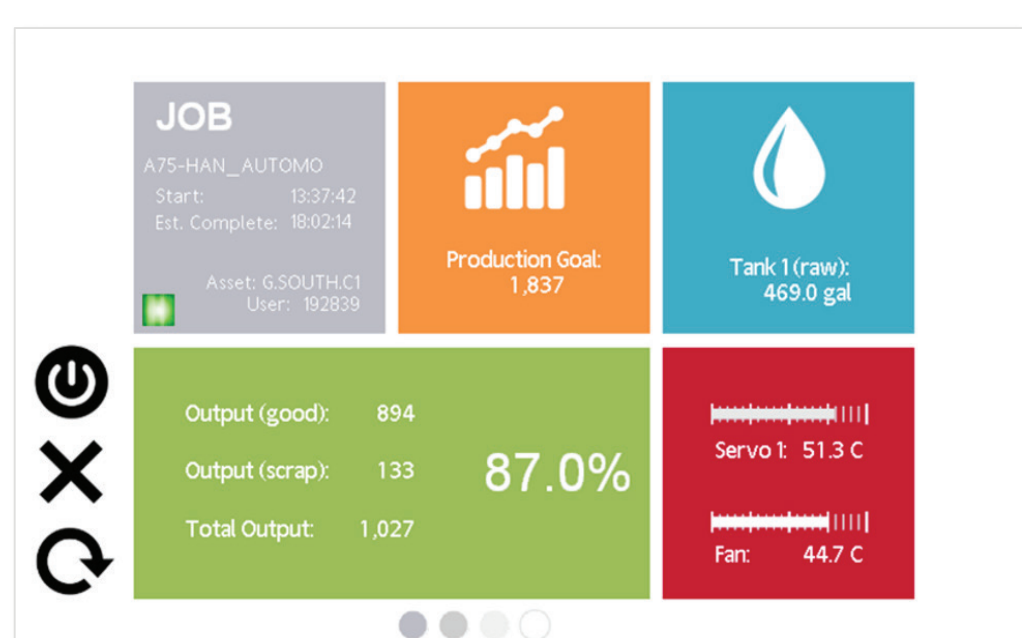 JOB
A75-HAN_AUTOMO
Start: 13:37:42
Est. Complete: 18:02:14
Asset: G.SOUTH.C1
User: 192839
Production Goal:
1,837
Tank 1 (raw):
469.0 gal
Output (good): 894
Output (scrap): 133
Total Output: 1,027
87.0%
Servo 1: 51.3 C
Fan: 44.7 C